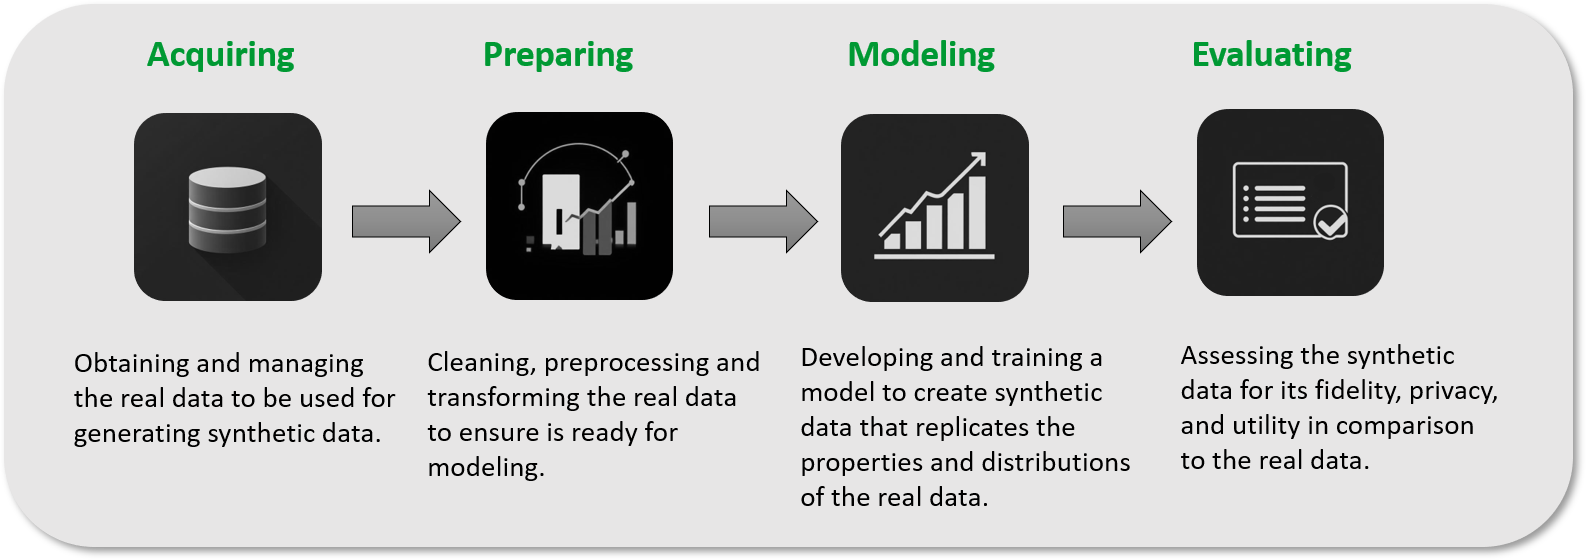 Acquiring
Preparing
Modeling
Evaluating
Obtaining and managing
the real data to be used for
generating synthetic data.
Cleaning, preprocessing and
transforming the real data
to ensure is ready for
modeling.
Developing and training a
model to create synthetic
data that replicates the
properties and distributions
of the real data.
Assessing the synthetic
data for its fidelity, privacy,
and utility in comparison
to the real data.